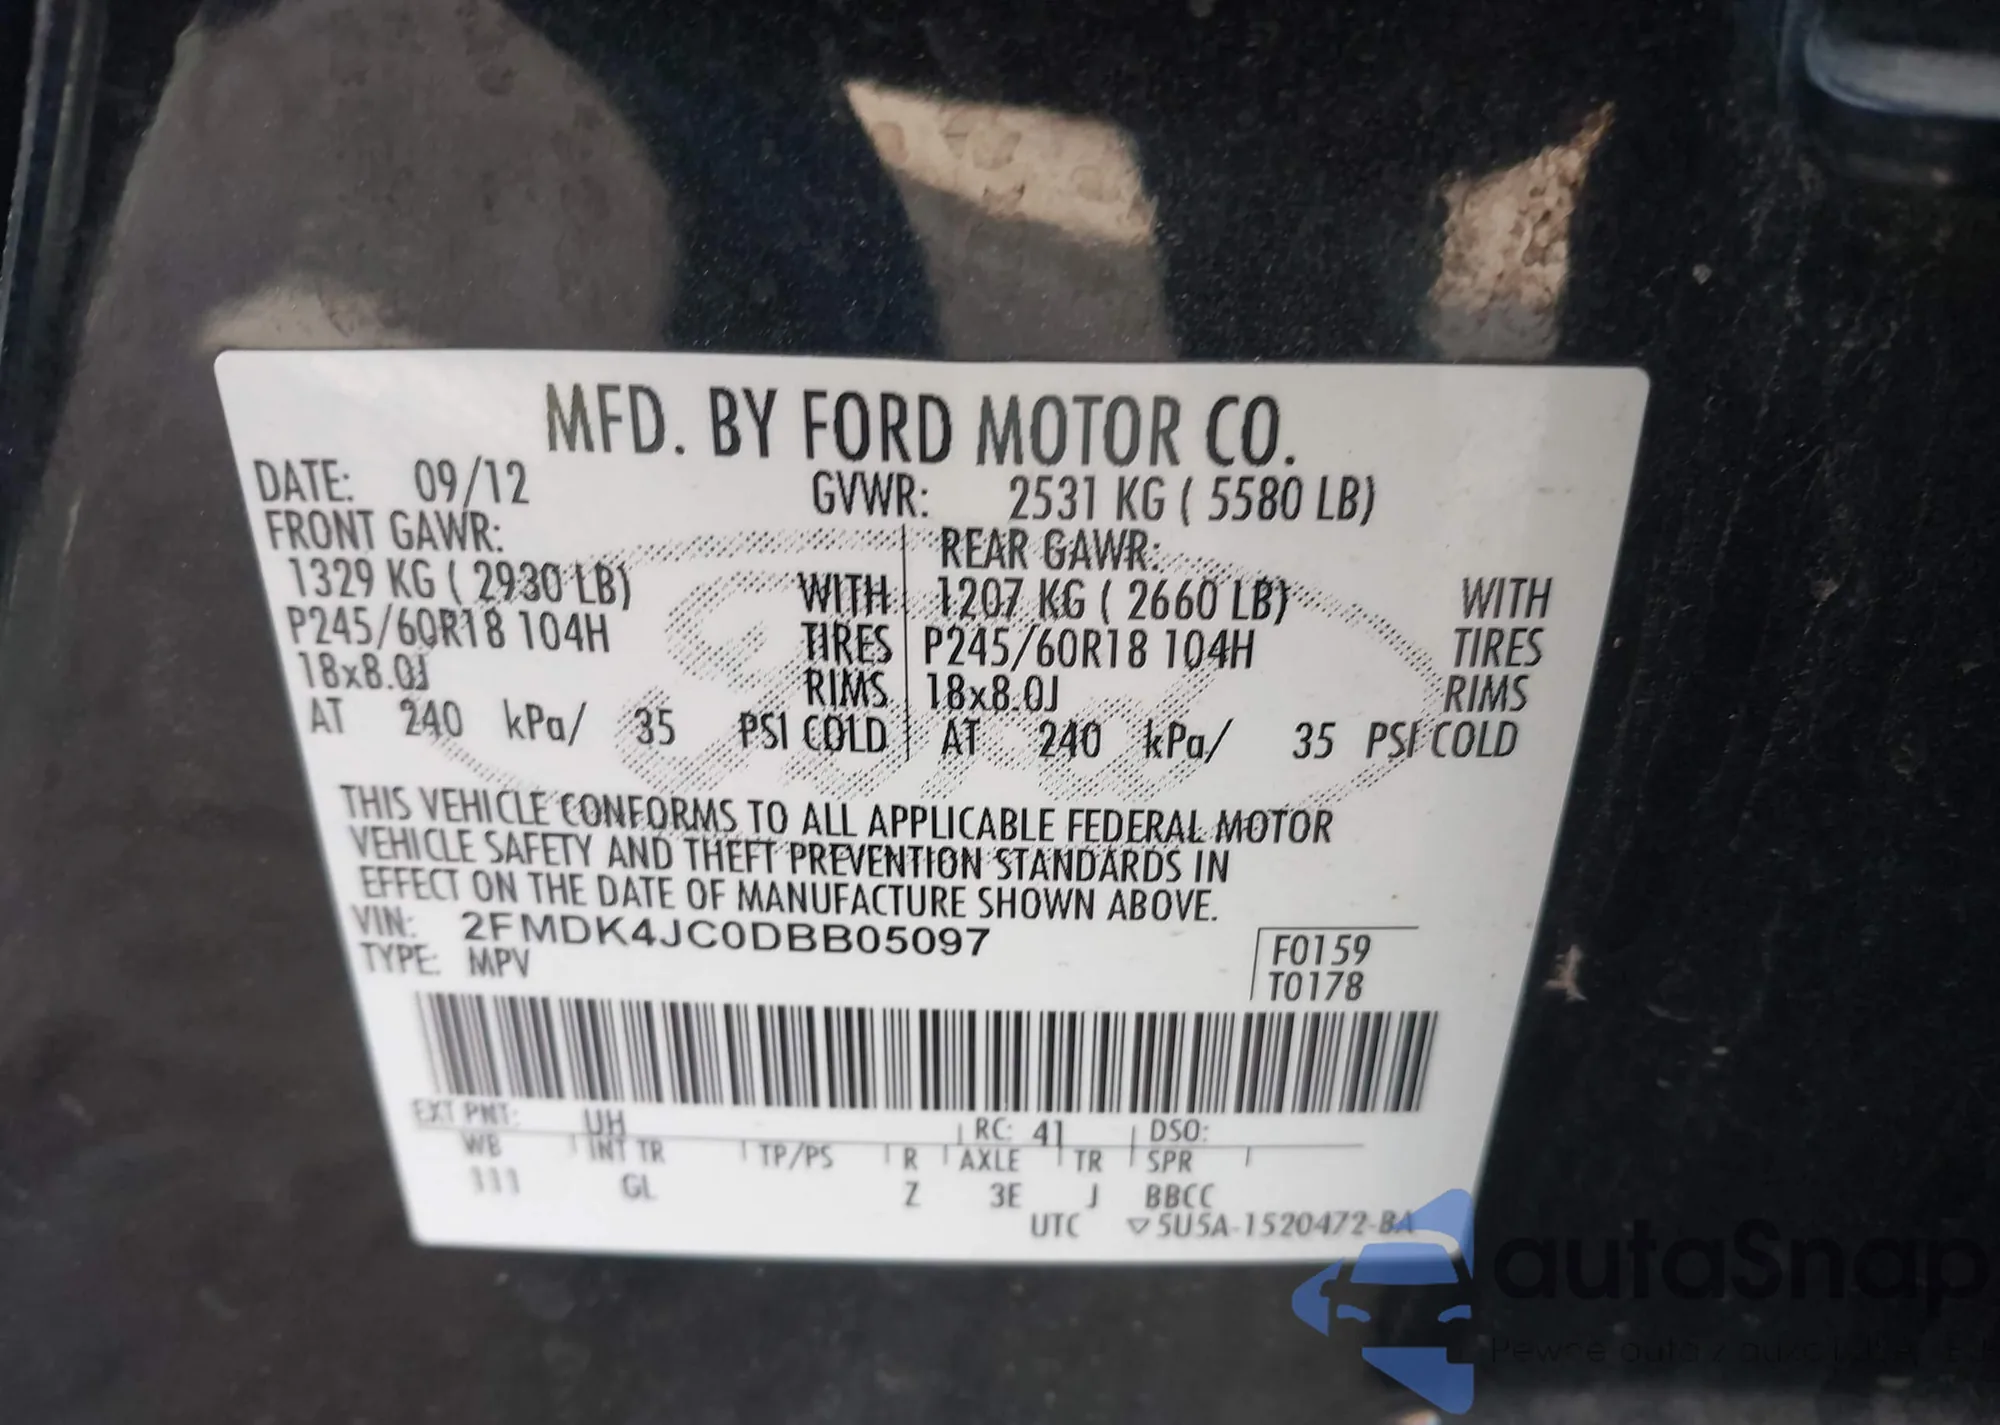 MFD. BY FORD MOTOR CO.
DATE: 09/12 GVWR: 2531 KG ( 5580 LB)
FRONT GAWR: REAR GAWR:
1329 KG ( 2930 LB) WITH 1207 KG ( 2660 LB) WITH
P245/60R18 104H TIRES P245/60R18 104H TIRES
18x8.0J RIMS 18x8.0J RIMS
AT 240 kPa/ 35 PSI COLD AT 240 kPa/ 35 PSI COLD
THIS VEHICLE CONFORMS TO ALL APPLICABLE FEDERAL MOTOR
VEHICLE SAFETY AND THEFT PREVENTION STANDARDS IN
EFFECT ON THE DATE OF MANUFACTURE SHOWN ABOVE.
VIN: 2FMDK4JC0DBB05097 F0159
TYPE: MPV T0178
EXT PNT: UH RC: 41 DSO:
WB INT TR TP/PS R AXLE TR SPR
111 GL Z 3E J BBCC
UTC ▽5U5A-1520472-BA
autaSnap
Pewne auta z aukcji